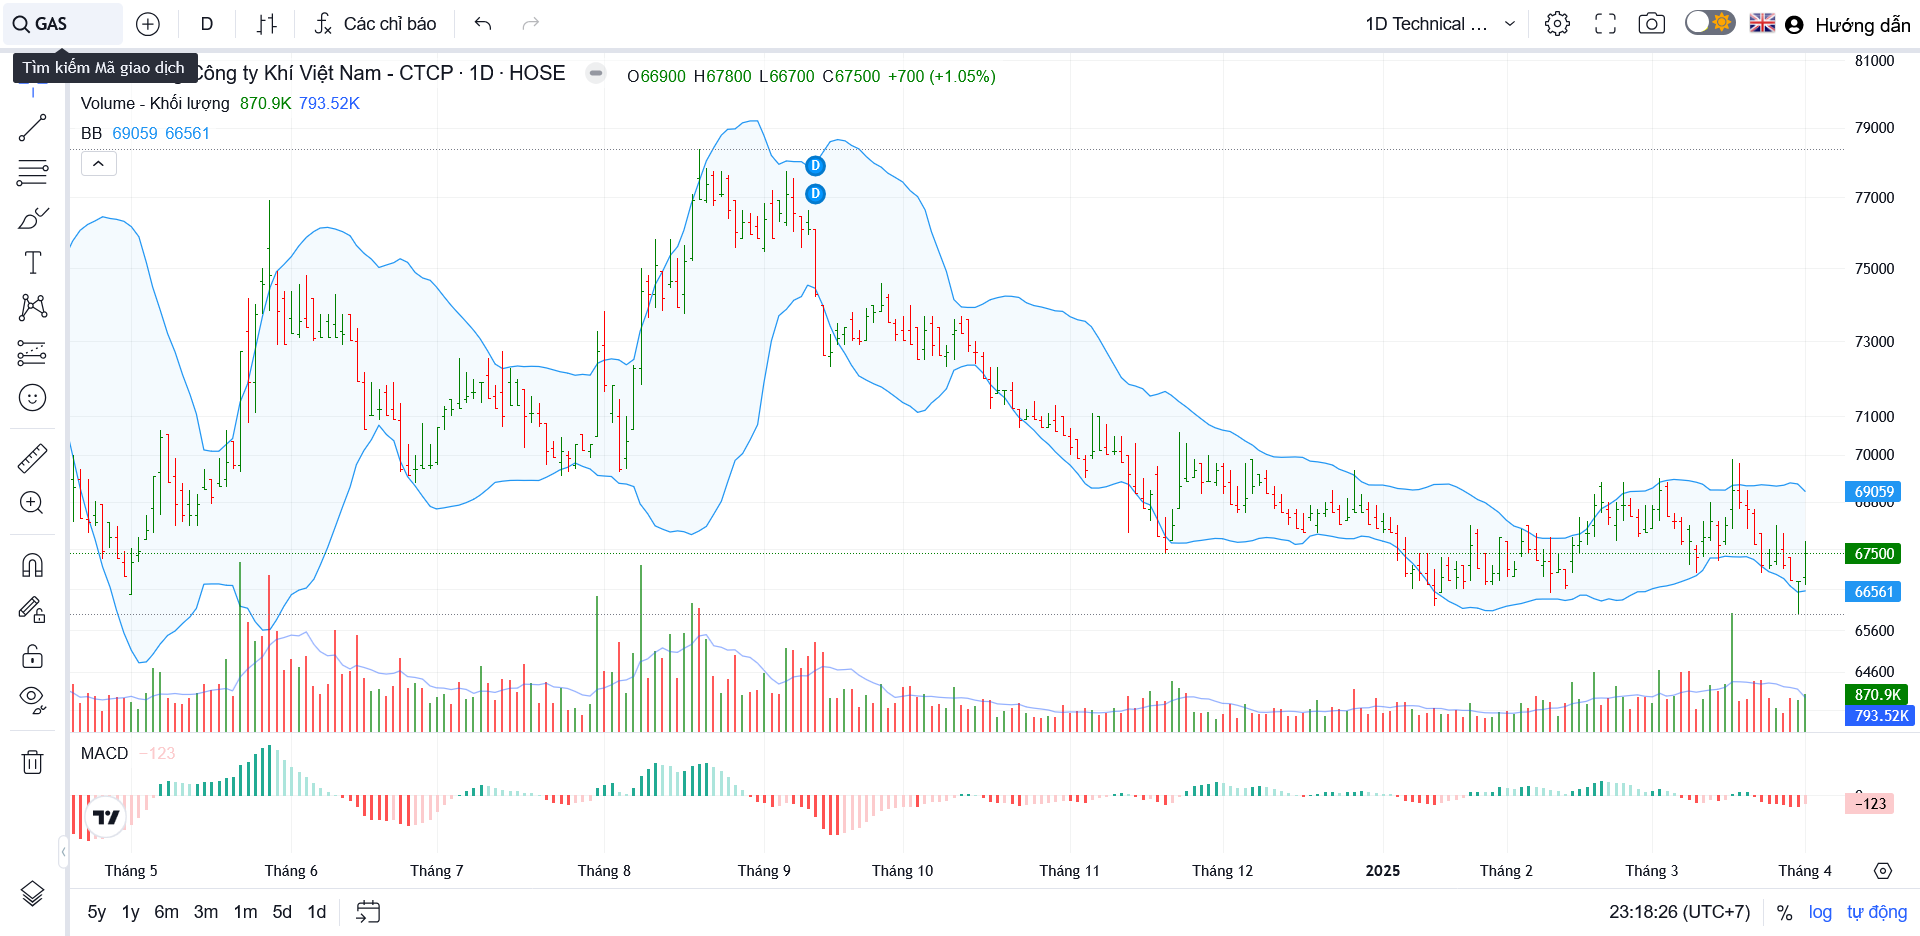 GAS
D
Các chỉ báo
1D Technical ...
Hướng dẫn
Tìm kiếm Mã giao dịch
Công ty Khí Việt Nam - CTCP · 1D · HOSE
O66900 H67800 L66700 C67500 +700 (+1.05%)
Volume - Khối lượng 870.9K 793.52K
BB 69059 66561
D
D
81000
79000
77000
75000
73000
71000
70000
69059
67500
66561
65600
64600
870.9K
793.52K
MACD −123
−123
Tháng 5 Tháng 6 Tháng 7 Tháng 8 Tháng 9 Tháng 10 Tháng 11 Tháng 12 2025 Tháng 2 Tháng 3 Tháng 4
5y 1y 6m 3m 1m 5d 1d
23:18:26 (UTC+7) % log tự động